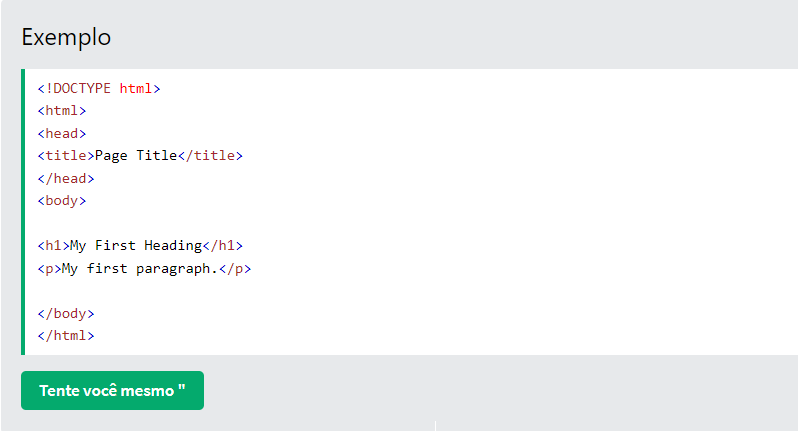 Exemplo
<!DOCTYPE html>
<html>
<head>
<title>Page Title</title>
</head>
<body>
<h1>My First Heading</h1>
<p>My first paragraph.</p>
</body>
</html>
Tente você mesmo "